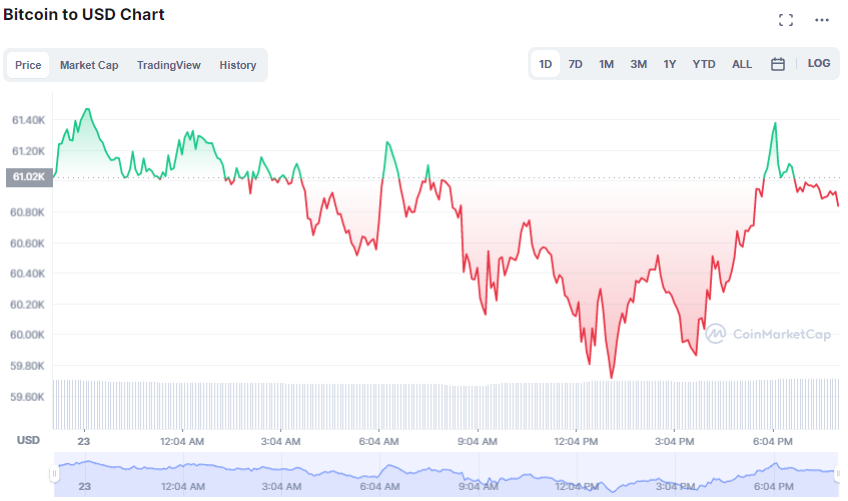 Bitcoin to USD Chart
Price Market Cap TradingView History
1D 7D 1M 3M 1Y YTD ALL LOG
61.40K
61.20K
61.02K
60.80K
60.60K
60.40K
60.20K
60.00K
59.80K
59.60K
CoinMarketCap
USD 23 12:04 AM 3:04 AM 6:04 AM 9:04 AM 12:04 PM 3:04 PM 6:04 PM
23 12:04 AM 3:04 AM 6:04 AM 9:04 AM 12:04 PM 3:04 PM 6:04 PM